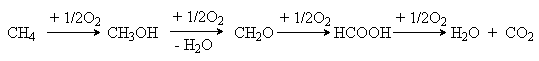 + 1/2O₂ + 1/2O₂ + 1/2O₂ + 1/2O₂
CH₄ CH₃OH CH₂O HCOOH H₂O + CO₂
- H₂O